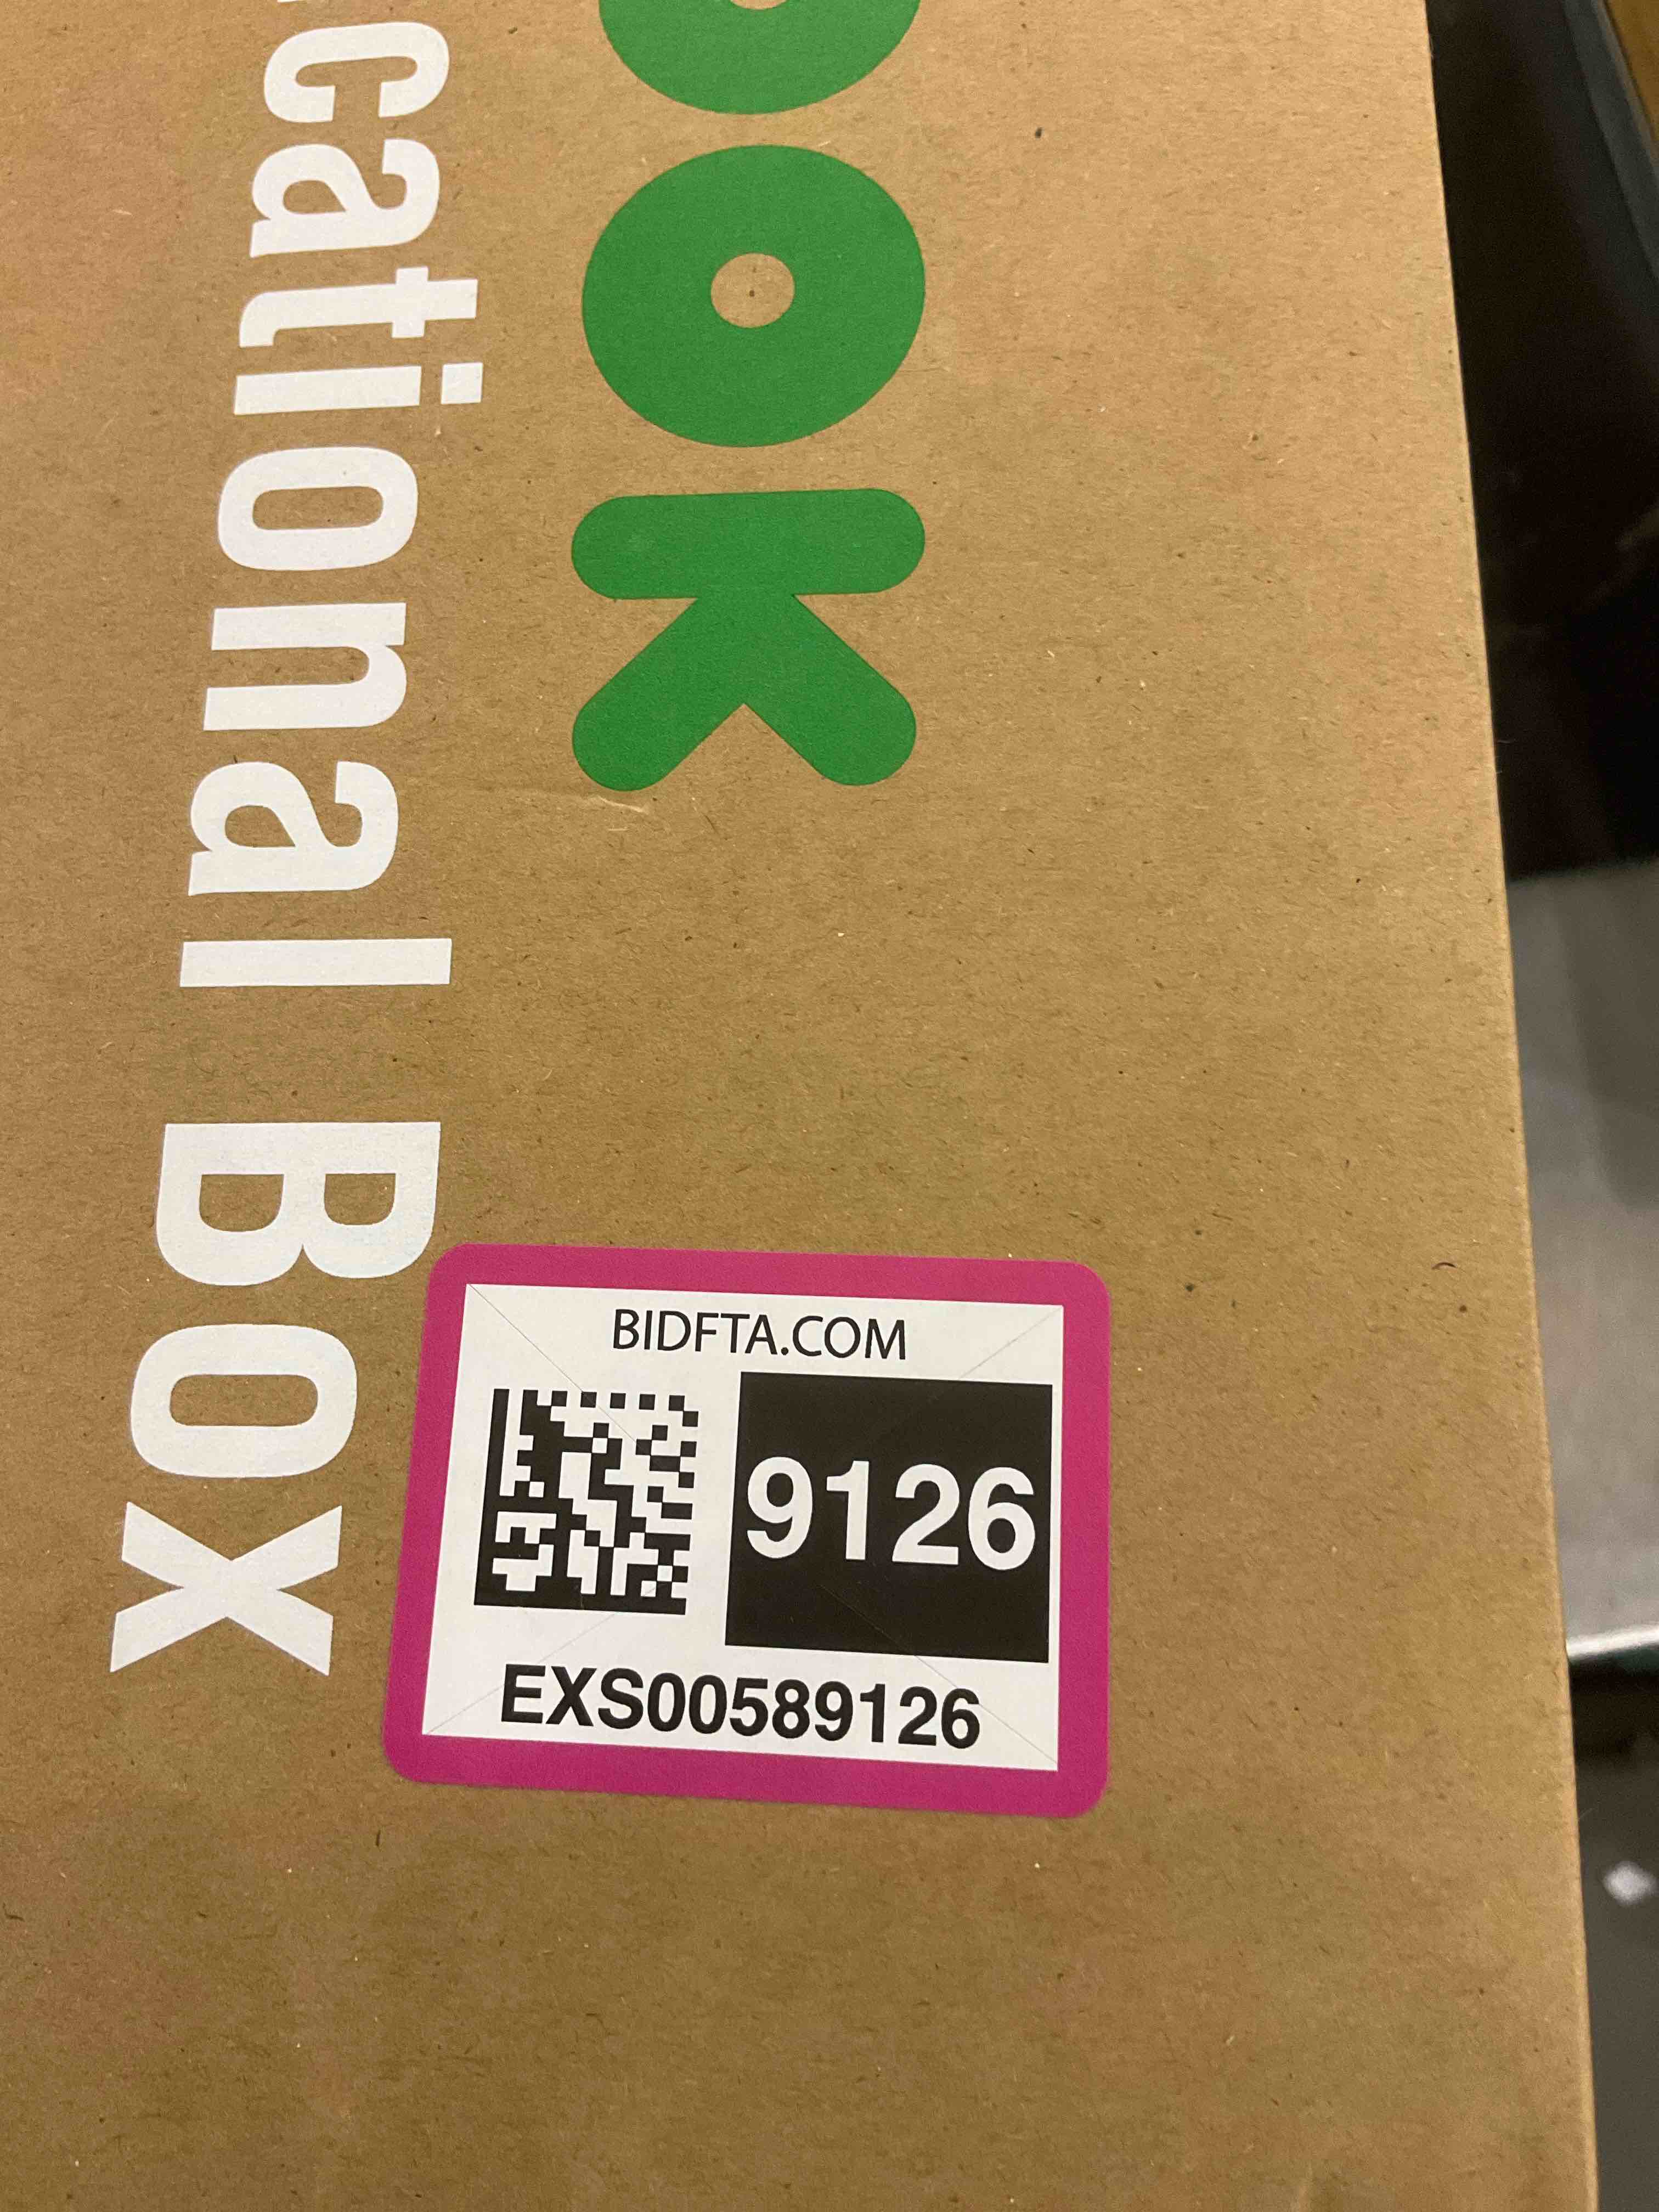 ook
cational Box
BIDFTA.COM
9126
EXS00589126